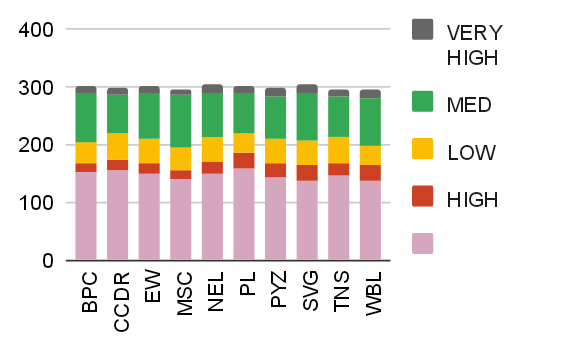 400
300
200
100
0
BPC
CCDR
EW
MSC
NEL
PL
PYZ
SVG
TNS
WBL
VERY
HIGH
MED
LOW
HIGH